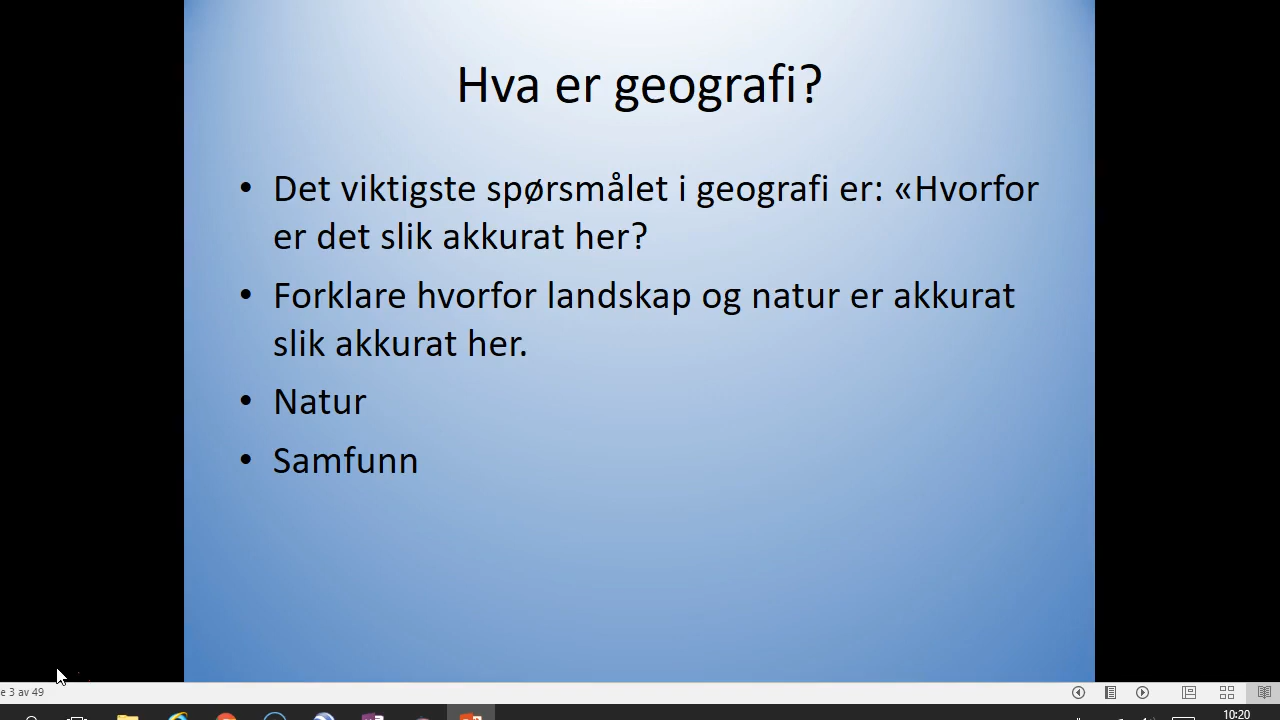 Hva er geografi?
• Det viktigste spørsmålet i geografi er: «Hvorfor
er det slik akkurat her?
• Forklare hvorfor landskap og natur er akkurat
slik akkurat her.
• Natur
• Samfunn
e 3 av 49
10:20